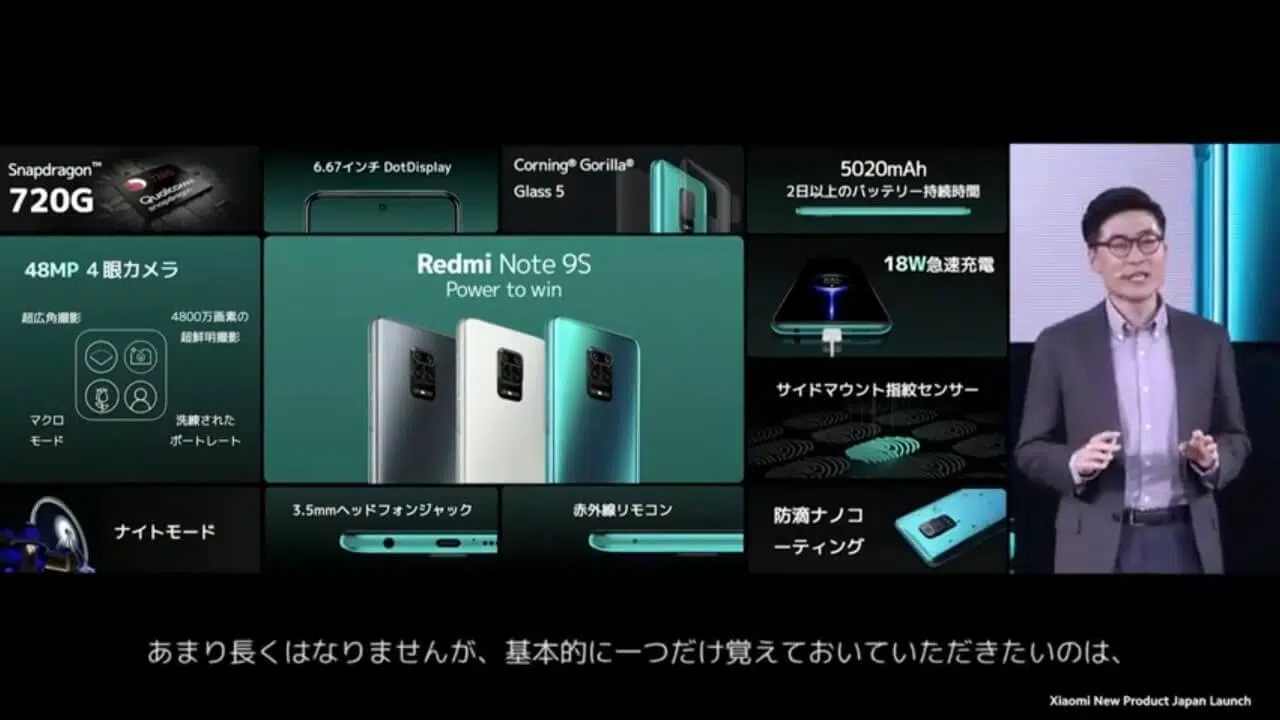 Snapdragon™
720G
6.67インチ DotDisplay
Corning® Gorilla®
Glass 5
5020mAh
2日以上のバッテリー持続時間
48MP 4眼カメラ
超広角撮影
4800万画素の
超鮮明撮影
マクロ
モード
洗練された
ポートレート
Redmi Note 9S
Power to win
18W急速充電
サイドマウント指紋センサー
ナイトモード
3.5mmヘッドフォンジャック
赤外線リモコン
防滴ナノコ
ーティング
Qualcomm
snapdragon
あまり長くはなりませんが、基本的に一つだけ覚えておいていただきたいのは、
Xiaomi New Product Japan Launch